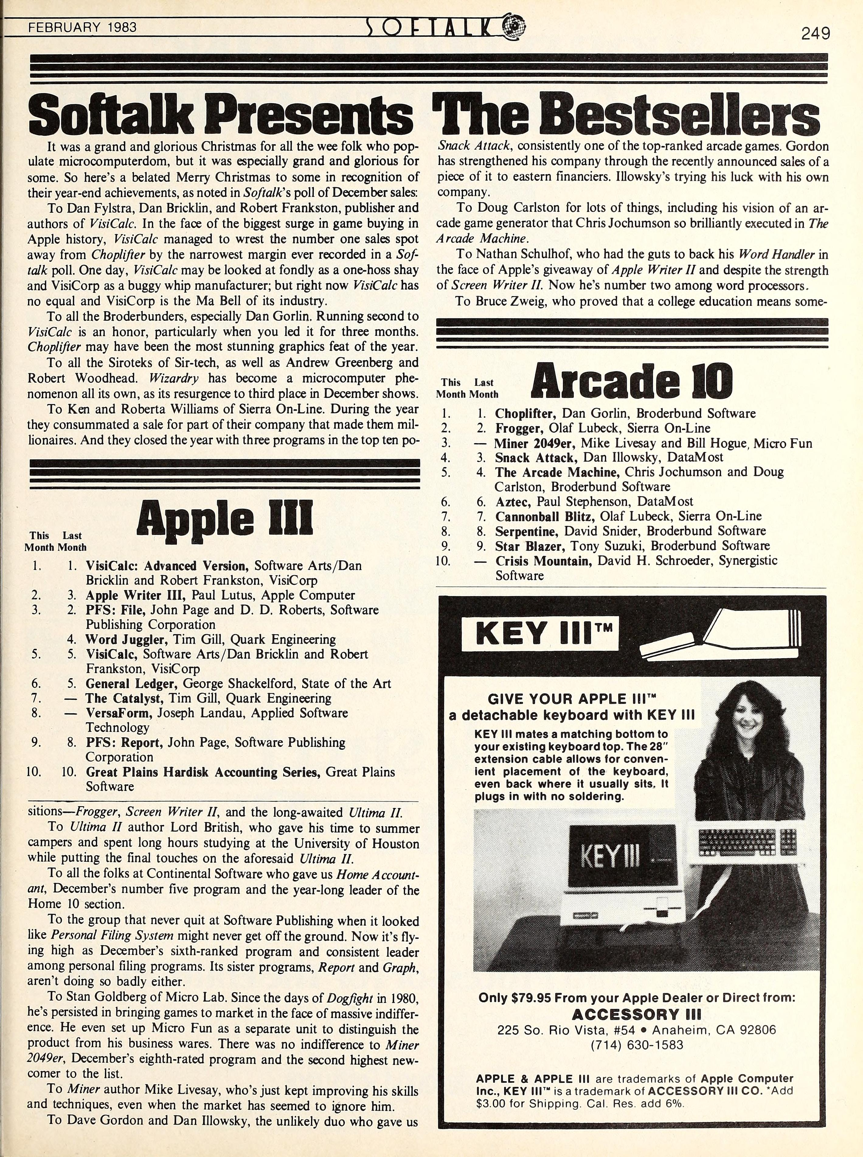 FEBRUARY 1983
SOFTALK
249
Softalk Presents The Bestsellers
It was a grand and glorious Christmas for all the wee folk who pop-
ulate microcomputerdom, but it was especially grand and glorious for
some. So here's a belated Merry Christmas to some in recognition of
their year-end achievements, as noted in Softalk's poll of December sales:
To Dan Fylstra, Dan Bricklin, and Robert Frankston, publisher and
authors of VisiCalc. In the face of the biggest surge in game buying in
Apple history, VisiCalc managed to wrest the number one sales spot
away from Choplifter by the narrowest margin ever recorded in a Sof-
talk poll. One day, VisiCalc may be looked at fondly as a one-hoss shay
and VisiCorp as a buggy whip manufacturer; but right now VisiCalc has
no equal and VisiCorp is the Ma Bell of its industry.
To all the Broderbunders, especially Dan Gorlin. Running second to
VisiCalc is an honor, particularly when you led it for three months.
Choplifter may have been the most stunning graphics feat of the year.
To all the Siroteks of Sir-tech, as well as Andrew Greenberg and
Robert Woodhead. Wizardry has become a microcomputer phe-
nomenon all its own, as its resurgence to third place in December shows.
To Ken and Roberta Williams of Sierra On-Line. During the year
they consummated a sale for part of their company that made them mil-
lionaires. And they closed the year with three programs in the top ten po-
Apple III
This Last
Month Month
1. 1. VisiCalc: Advanced Version, Software Arts/Dan
Bricklin and Robert Frankston, VisiCorp
2. 3. Apple Writer III, Paul Lutus, Apple Computer
3. 2. PFS: File, John Page and D. D. Roberts, Software
Publishing Corporation
4. Word Juggler, Tim Gill, Quark Engineering
5. 5. VisiCalc, Software Arts/Dan Bricklin and Robert
Frankston, VisiCorp
6. 5. General Ledger, George Shackelford, State of the Art
7. — The Catalyst, Tim Gill, Quark Engineering
8. — VersaForm, Joseph Landau, Applied Software
Technology
9. 8. PFS: Report, John Page, Software Publishing
Corporation
10. 10. Great Plains Hardisk Accounting Series, Great Plains
Software
sitions—Frogger, Screen Writer II, and the long-awaited Ultima II.
To Ultima II author Lord British, who gave his time to summer
campers and spent long hours studying at the University of Houston
while putting the final touches on the aforesaid Ultima II.
To all the folks at Continental Software who gave us Home Account-
ant, December's number five program and the year-long leader of the
Home 10 section.
To the group that never quit at Software Publishing when it looked
like Personal Filing System might never get off the ground. Now it's fly-
ing high as December's sixth-ranked program and consistent leader
among personal filing programs. Its sister programs, Report and Graph,
aren't doing so badly either.
To Stan Goldberg of Micro Lab. Since the days of Dogfight in 1980,
he's persisted in bringing games to market in the face of massive indiffer-
ence. He even set up Micro Fun as a separate unit to distinguish the
product from his business wares. There was no indifference to Miner
2049er, December's eighth-rated program and the second highest new-
comer to the list.
To Miner author Mike Livesay, who's just kept improving his skills
and techniques, even when the market has seemed to ignore him.
To Dave Gordon and Dan Illowsky, the unlikely duo who gave us
Snack Attack, consistently one of the top-ranked arcade games. Gordon
has strengthened his company through the recently announced sales of a
piece of it to eastern financiers. Illowsky's trying his luck with his own
company.
To Doug Carlston for lots of things, including his vision of an ar-
cade game generator that Chris Jochumson so brilliantly executed in The
Arcade Machine.
To Nathan Schulhof, who had the guts to back his Word Handler in
the face of Apple's giveaway of Apple Writer II and despite the strength
of Screen Writer II. Now he's number two among word processors.
To Bruce Zweig, who proved that a college education means some-
Arcade 10
This Last
Month Month
1. 1. Choplifter, Dan Gorlin, Broderbund Software
2. 2. Frogger, Olaf Lubeck, Sierra On-Line
3. — Miner 2049er, Mike Livesay and Bill Hogue, Micro Fun
4. 3. Snack Attack, Dan Illowsky, DataMost
5. 4. The Arcade Machine, Chris Jochumson and Doug
Carlston, Broderbund Software
6. 6. Aztec, Paul Stephenson, DataMost
7. 7. Cannonball Blitz, Olaf Lubeck, Sierra On-Line
8. 8. Serpentine, David Snider, Broderbund Software
9. 9. Star Blazer, Tony Suzuki, Broderbund Software
10. — Crisis Mountain, David H. Schroeder, Synergistic
Software
KEY III™
GIVE YOUR APPLE III™
a detachable keyboard with KEY III
KEY III mates a matching bottom to
your existing keyboard top. The 28"
extension cable allows for conven-
ient placement of the keyboard,
even back where it usually sits. It
plugs in with no soldering.
KEY III
Only $79.95 From your Apple Dealer or Direct from:
ACCESSORY III
225 So. Rio Vista, #54 • Anaheim, CA 92806
(714) 630-1583
APPLE & APPLE III are trademarks of Apple Computer
Inc., KEY III™ is a trademark of ACCESSORY III CO. *Add
$3.00 for Shipping. Cal. Res. add 6%.